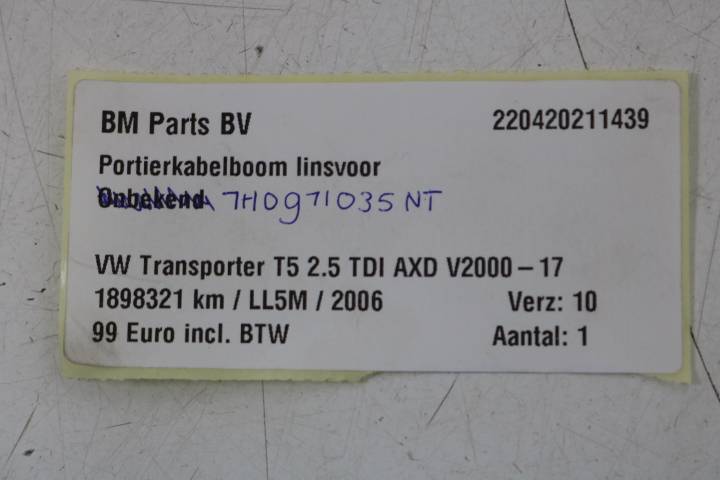 BM Parts BV 220420211439
Portierkabelboom linsvoor
Onbekend 7H0971035NT
VW Transporter T5 2.5 TDI AXD V2000-17
1898321 km / LL5M / 2006 Verz: 10
99 Euro incl. BTW Aantal: 1